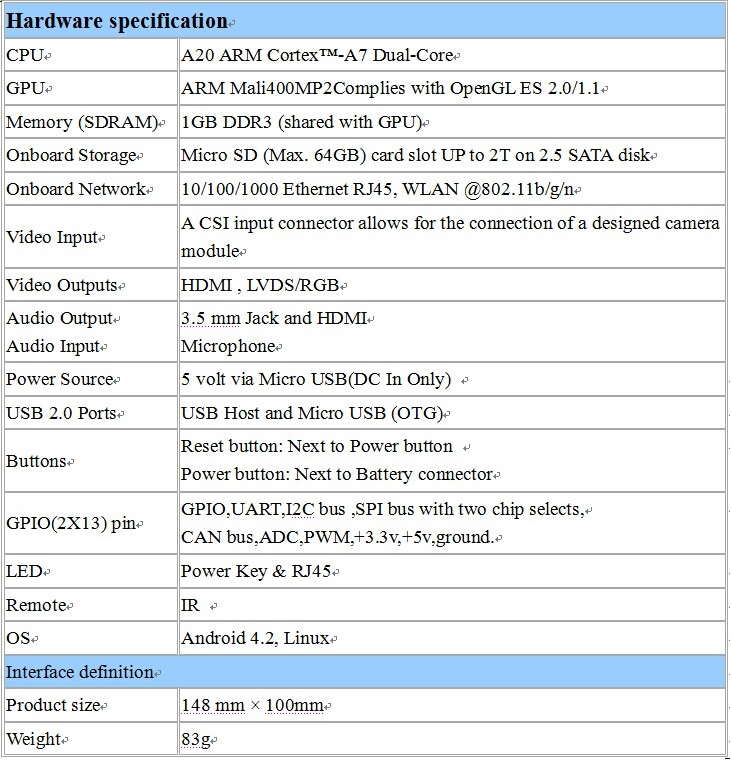 Hardware specification
CPU A20 ARM Cortex™-A7 Dual-Core
GPU ARM Mali400MP2Complies with OpenGL ES 2.0/1.1
Memory (SDRAM) 1GB DDR3 (shared with GPU)
Onboard Storage Micro SD (Max. 64GB) card slot UP to 2T on 2.5 SATA disk
Onboard Network 10/100/1000 Ethernet RJ45, WLAN @802.11b/g/n
Video Input A CSI input connector allows for the connection of a designed camera
module
Video Outputs HDMI , LVDS/RGB
Audio Output 3.5 mm Jack and HDMI
Audio Input Microphone
Power Source 5 volt via Micro USB(DC In Only)
USB 2.0 Ports USB Host and Micro USB (OTG)
Buttons Reset button: Next to Power button
Power button: Next to Battery connector
GPIO(2X13) pin GPIO,UART,I2C bus ,SPI bus with two chip selects,
CAN bus,ADC,PWM,+3.3v,+5v,ground.
LED Power Key & RJ45
Remote IR
OS Android 4.2, Linux
Interface definition
Product size 148 mm × 100mm
Weight 83g